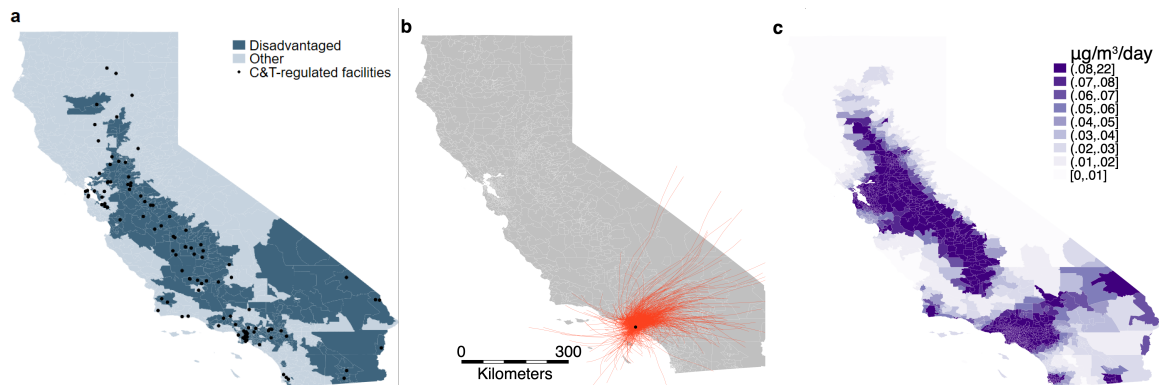 a
Disadvantaged
Other
C&T-regulated facilities
b
0 300
Kilometers
c
µg/m³/day
(.08,22]
(.07,.08]
(.06,.07]
(.05,.06]
(.04,.05]
(.03,.04]
(.02,.03]
(.01,.02]
[0,.01]